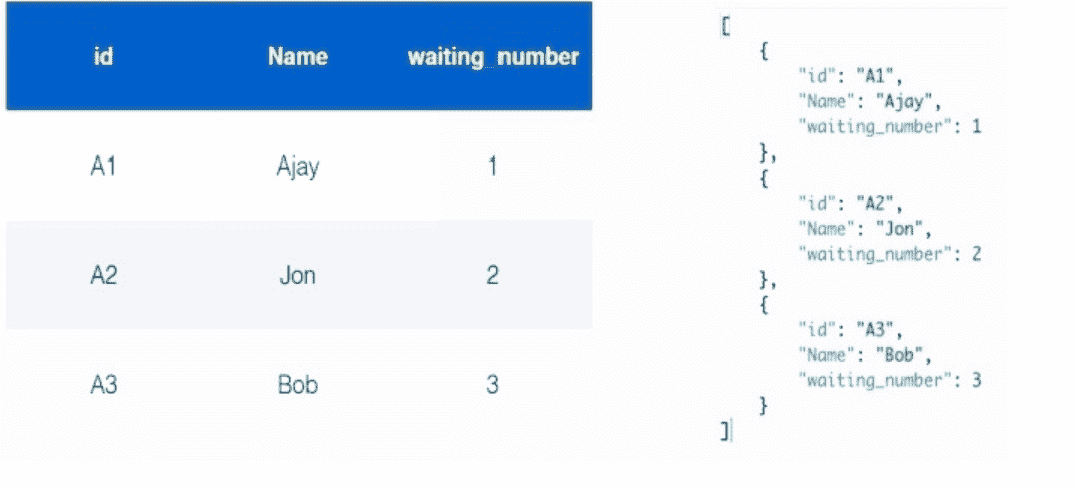 id Name waiting_number
A1 Ajay 1
A2 Jon 2
A3 Bob 3
[
{
"id": "A1",
"Name": "Ajay",
"waiting_number": 1
},
{
"id": "A2",
"Name": "Jon",
"waiting_number": 2
},
{
"id": "A3",
"Name": "Bob",
"waiting_number": 3
}
]